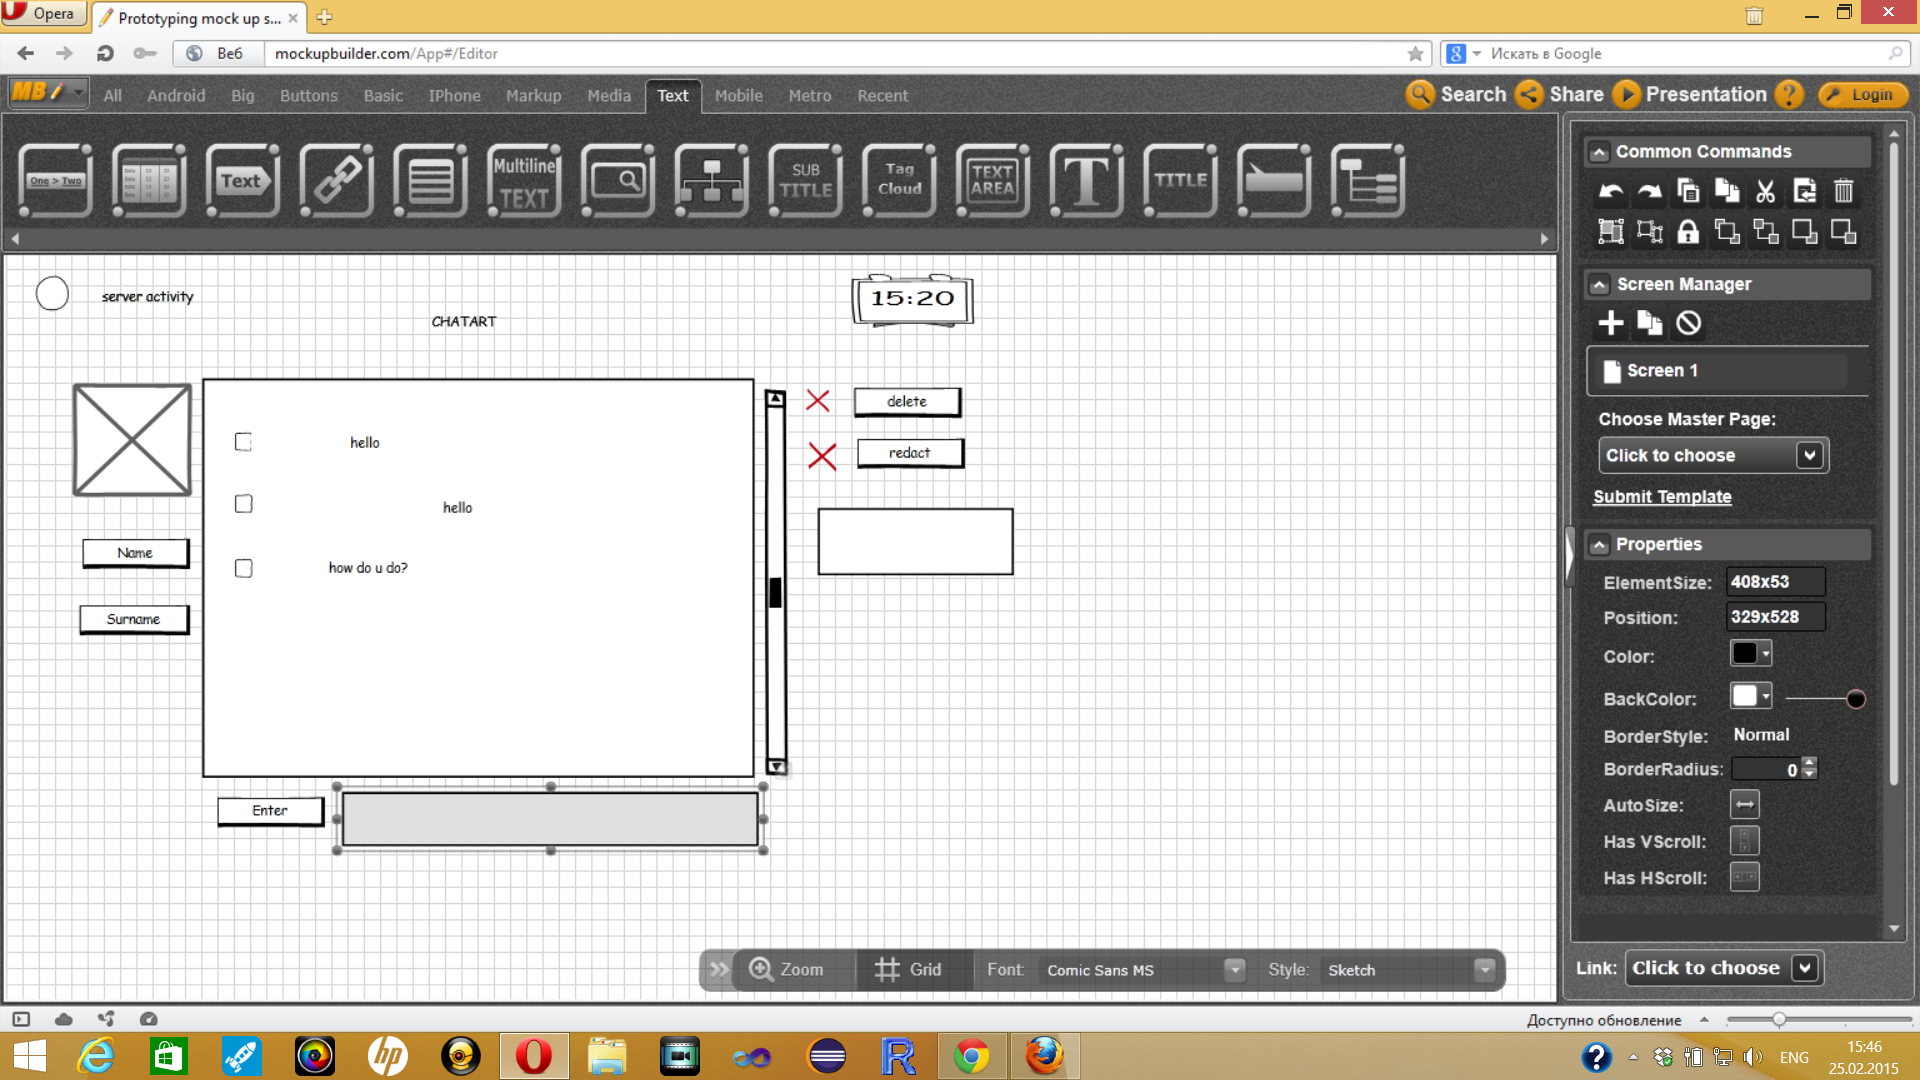 Opera
Prototyping mock up s...
Веб
mockupbuilder.com/App#/Editor
8
Искать в Google
MB
All
Android
Big
Buttons
Basic
IPhone
Markup
Media
Text
Mobile
Metro
Recent
Search
Share
Presentation
?
Login
One > Two
Text
Multiline
TEXT
SUB
TITLE
Tag
Cloud
TEXT
AREA
T
TITLE
server activity
CHATART
15:20
hello
hello
how do u do?
Name
Surname
Enter
delete
redact
Common Commands
Screen Manager
Screen 1
Choose Master Page:
Click to choose
Submit Template
Properties
ElementSize: 408x53
Position: 329x528
Color:
BackColor:
BorderStyle: Normal
BorderRadius: 0
AutoSize:
Has VScroll:
Has HScroll:
Zoom
Grid
Font: Comic Sans MS
Style: Sketch
Link: Click to choose
Доступно обновление
hp
R
?
ENG
15:46
25.02.2015